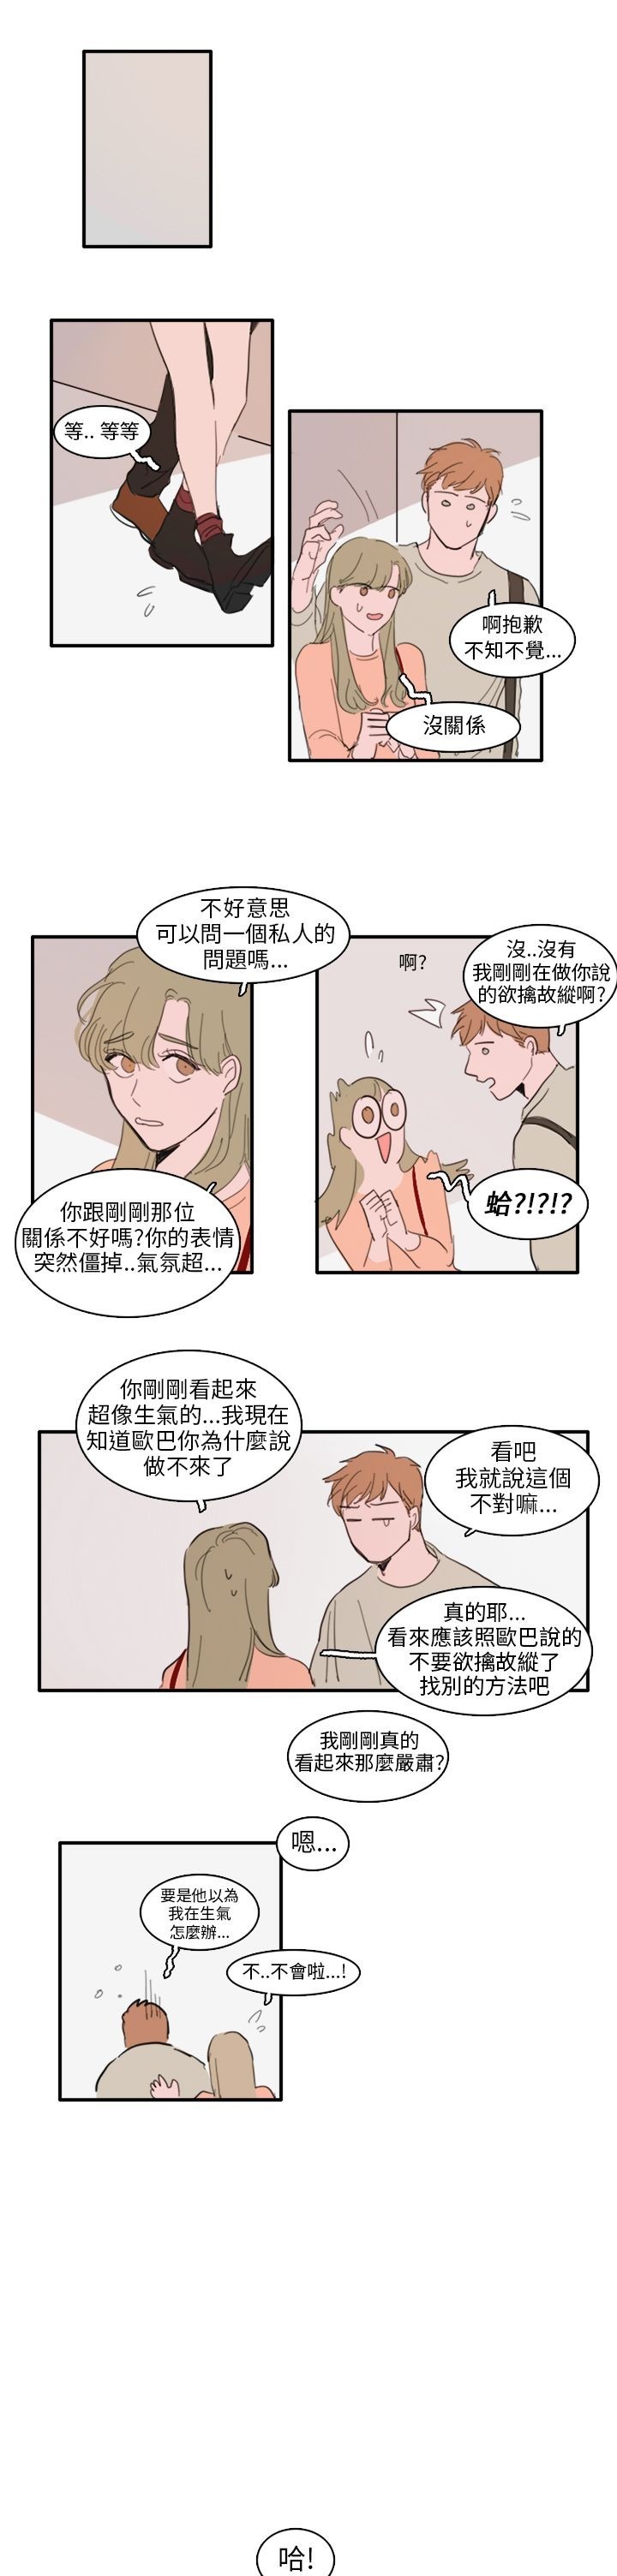 等.. 等等
啊抱歉
不知不覺...
沒關係
不好意思
可以問一個私人的
問題嗎...
你跟剛剛那位
關係不好嗎?你的表情
突然僵掉..氣氛超...
啊?
沒..沒有
我剛剛在做你說
的欲擒故縱啊?
蛤?!?!?
你剛剛看起來
超像生氣的...我現在
知道歐巴你為什麼說
做不來了
看吧
我就說這個
不對嘛...
真的耶...
看來應該照歐巴說的
不要欲擒故縱了
找別的方法吧
我剛剛真的
看起來那麼嚴肅?
嗯...
要是他以為
我在生氣
怎麼辦...
不..不會啦...!
哈!